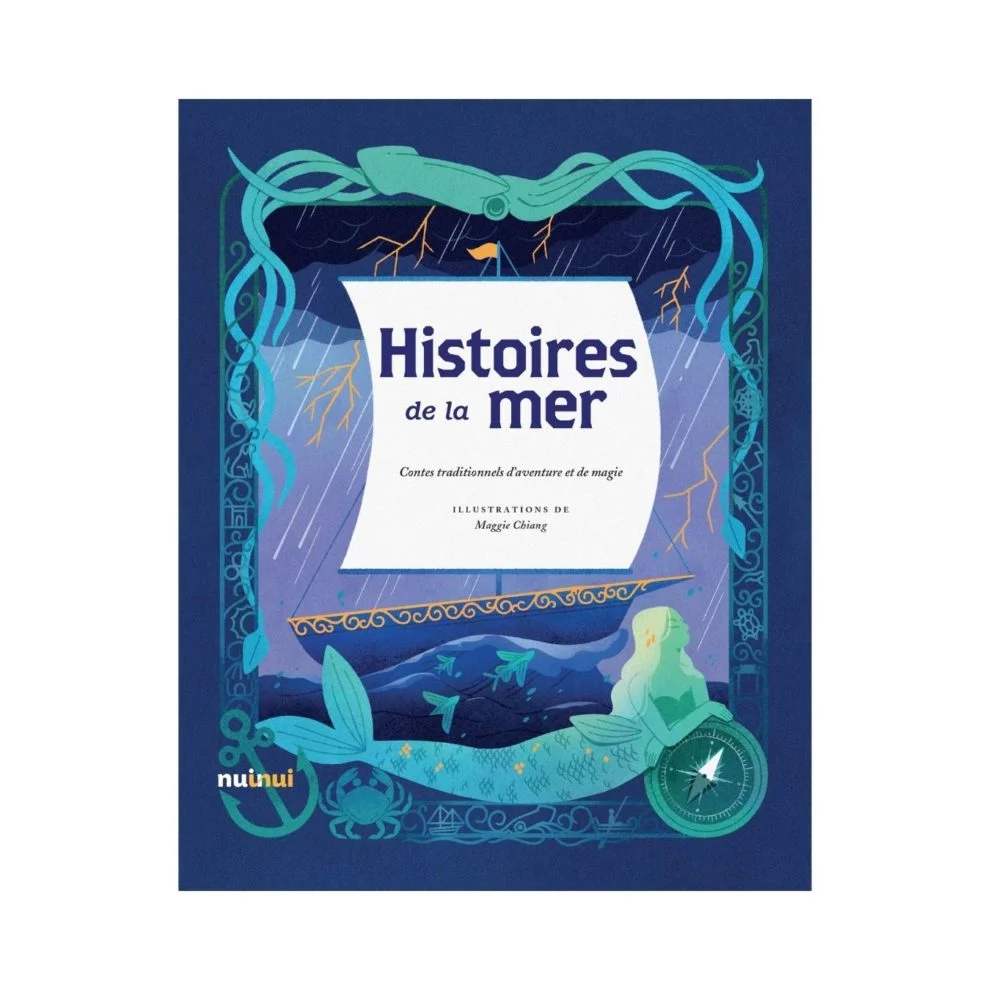 Histoires
de la mer
Contes traditionnels d'aventure et de magie
ILLUSTRATIONS DE
Maggie Chiang
nuinui